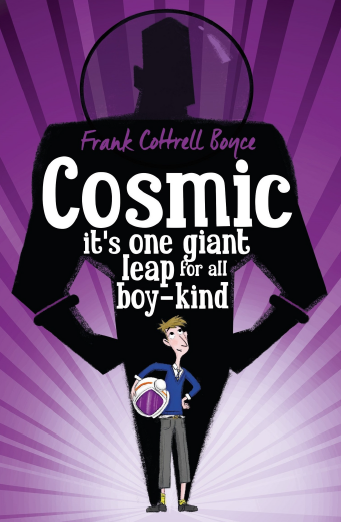 Frank Cottrell Boyce
Cosmic
it's one giant
leap for all
boy-kind